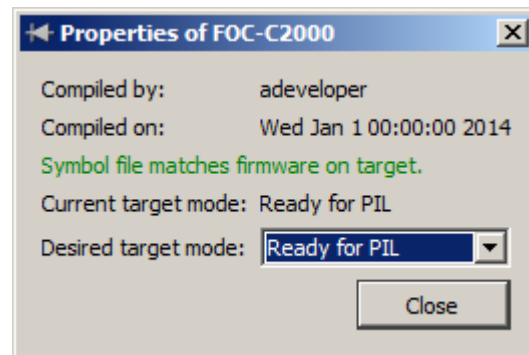 Properties of FOC-C2000
Compiled by: adeveloper
Compiled on: Wed Jan 1 00:00:00 2014
Symbol file matches firmware on target.
Current target mode: Ready for PIL
Desired target mode: Ready for PIL
Close